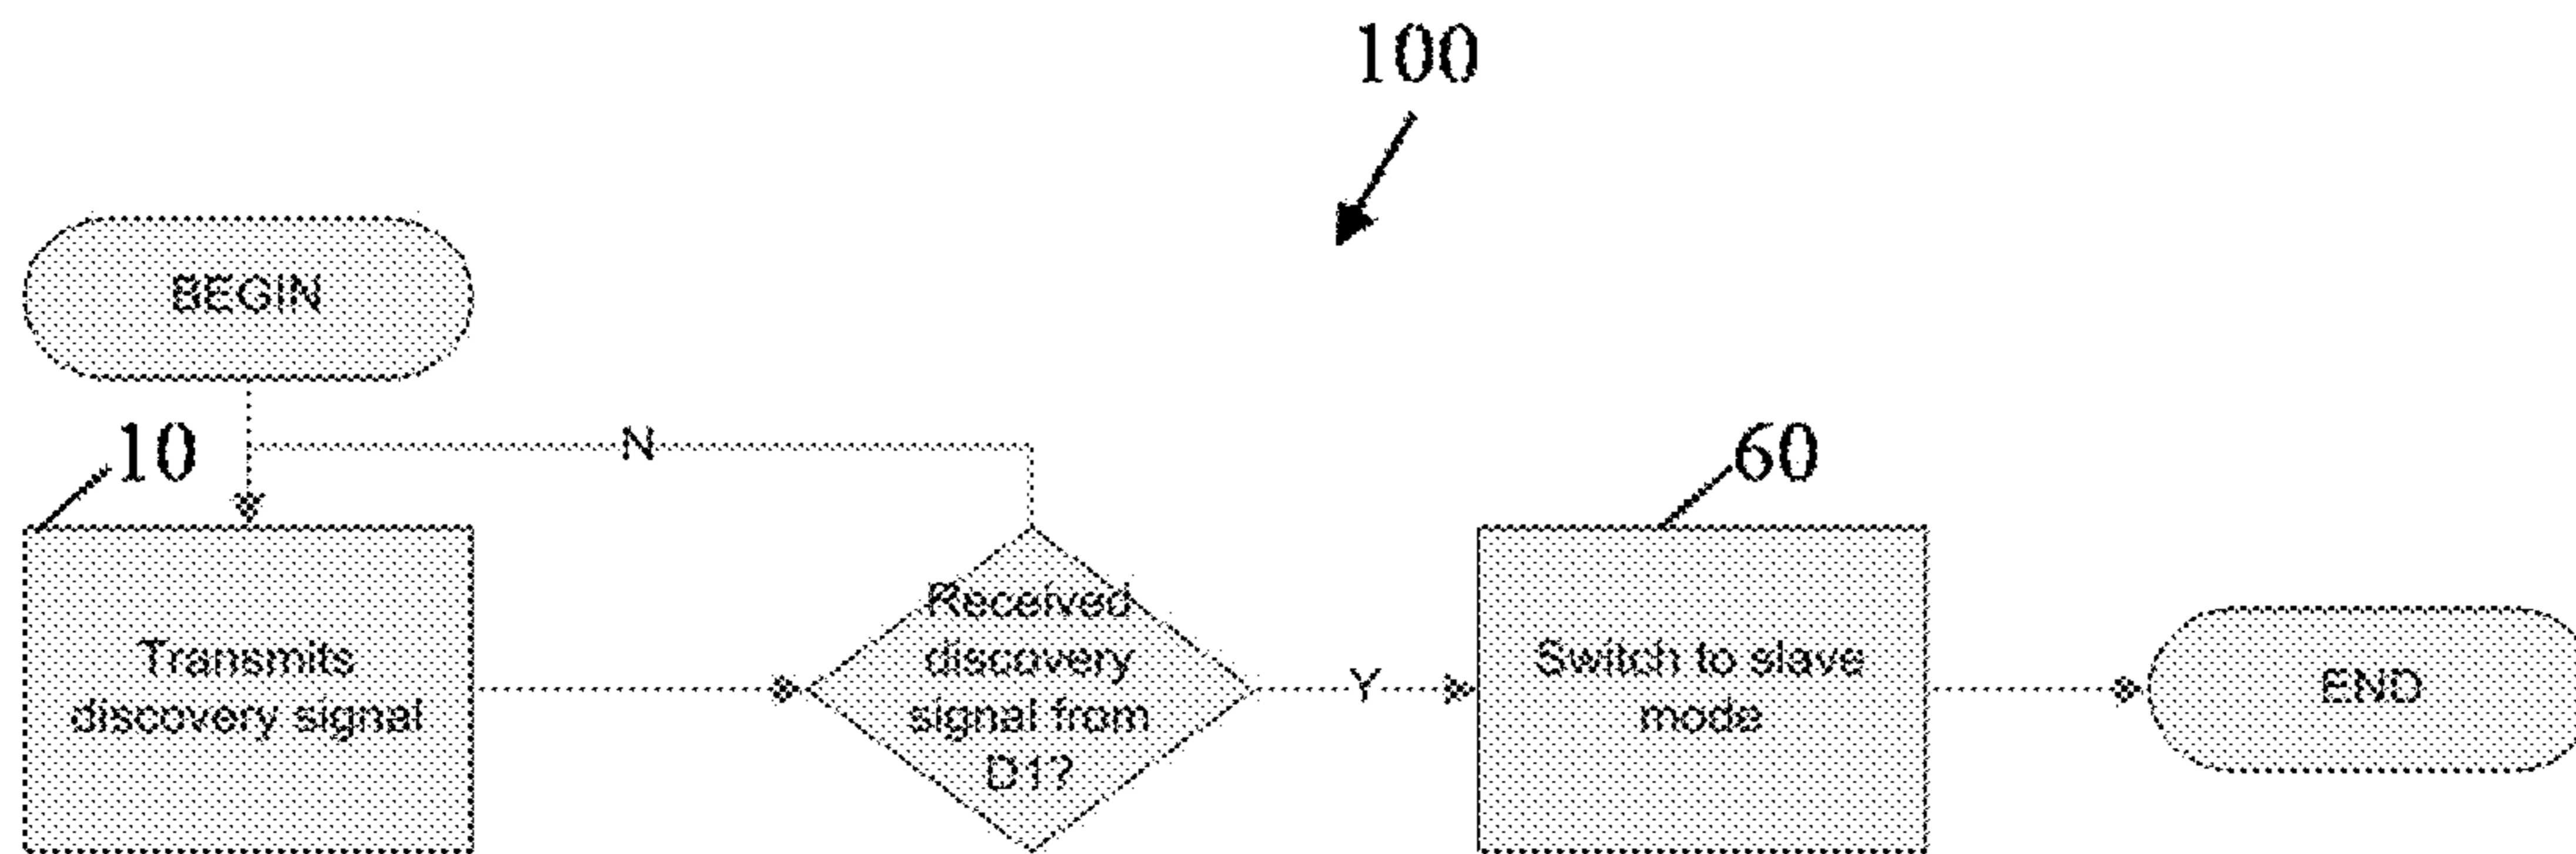 100
BEGIN
10
N
60
Transmits
discovery signal
Received
discovery
signal from
D1?
Y
Switch to slave
mode
END